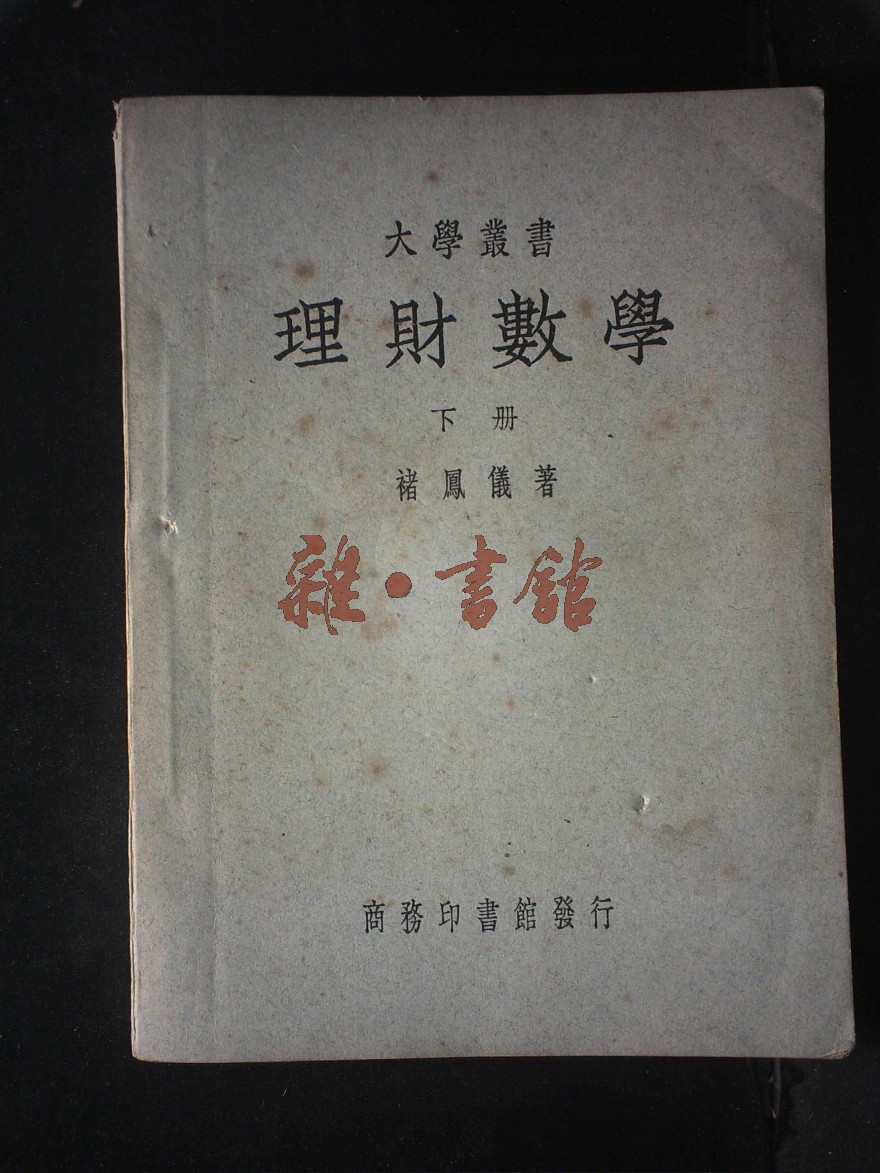 大學叢書
理財數學
下册
褚鳳儀著
雜·書館
商務印書館發行